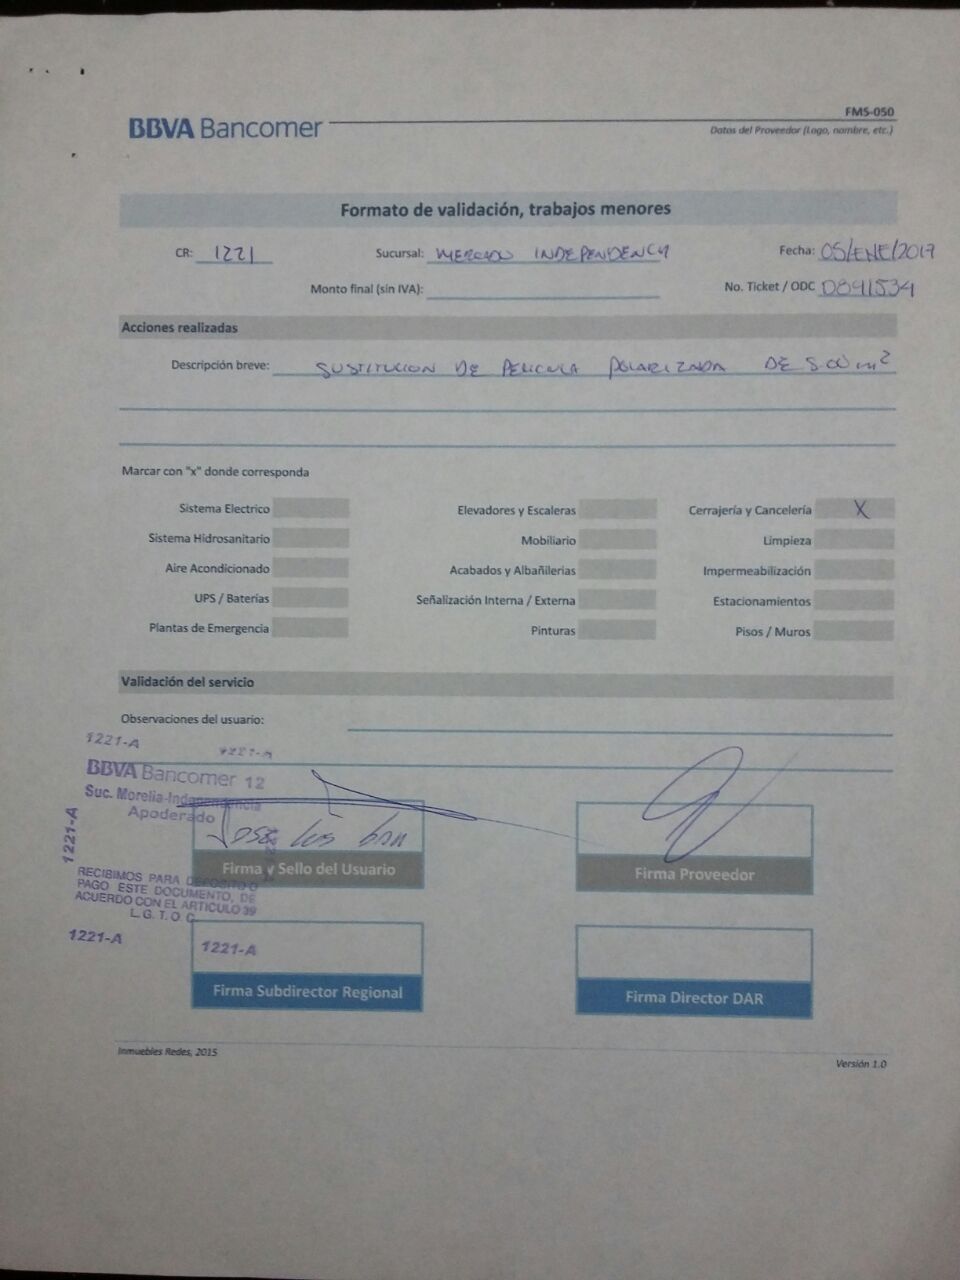 FMS-050
BBVA Bancomer
Datos del Proveedor (Logo, nombre, etc.)
Formato de validación, trabajos menores
CR: 1221 Sucursal: MERCADO INDEPENDENCIA Fecha: 05/ENE/2017
Monto final (sin IVA): No. Ticket / ODC 0841534
Acciones realizadas
Descripción breve: SUSTITUCION DE PELICULA POLARIZADA DE 5.00 m²
Marcar con "x" donde corresponda
Sistema Electrico Elevadores y Escaleras Cerrajería y Cancelería X
Sistema Hidrosanitario Mobiliario Limpieza
Aire Acondicionado Acabados y Albañilerias Impermeabilización
UPS / Baterías Señalización Interna / Externa Estacionamientos
Plantas de Emergencia Pinturas Pisos / Muros
Validación del servicio
Observaciones del usuario:
1221-A 1221-A
BBVA Bancomer 12
Suc. Morelia-Independencia
Apoderado
1221-A
Jose Luis
Firma y Sello del Usuario Firma Proveedor
RECIBIMOS PARA DEPOSITO O
PAGO ESTE DOCUMENTO, DE
ACUERDO CON EL ARTICULO 39
L. G. T. O. C.
1221-A 1221-A
Firma Subdirector Regional Firma Director DAR
Inmuebles Redes, 2015
Versión 1.0